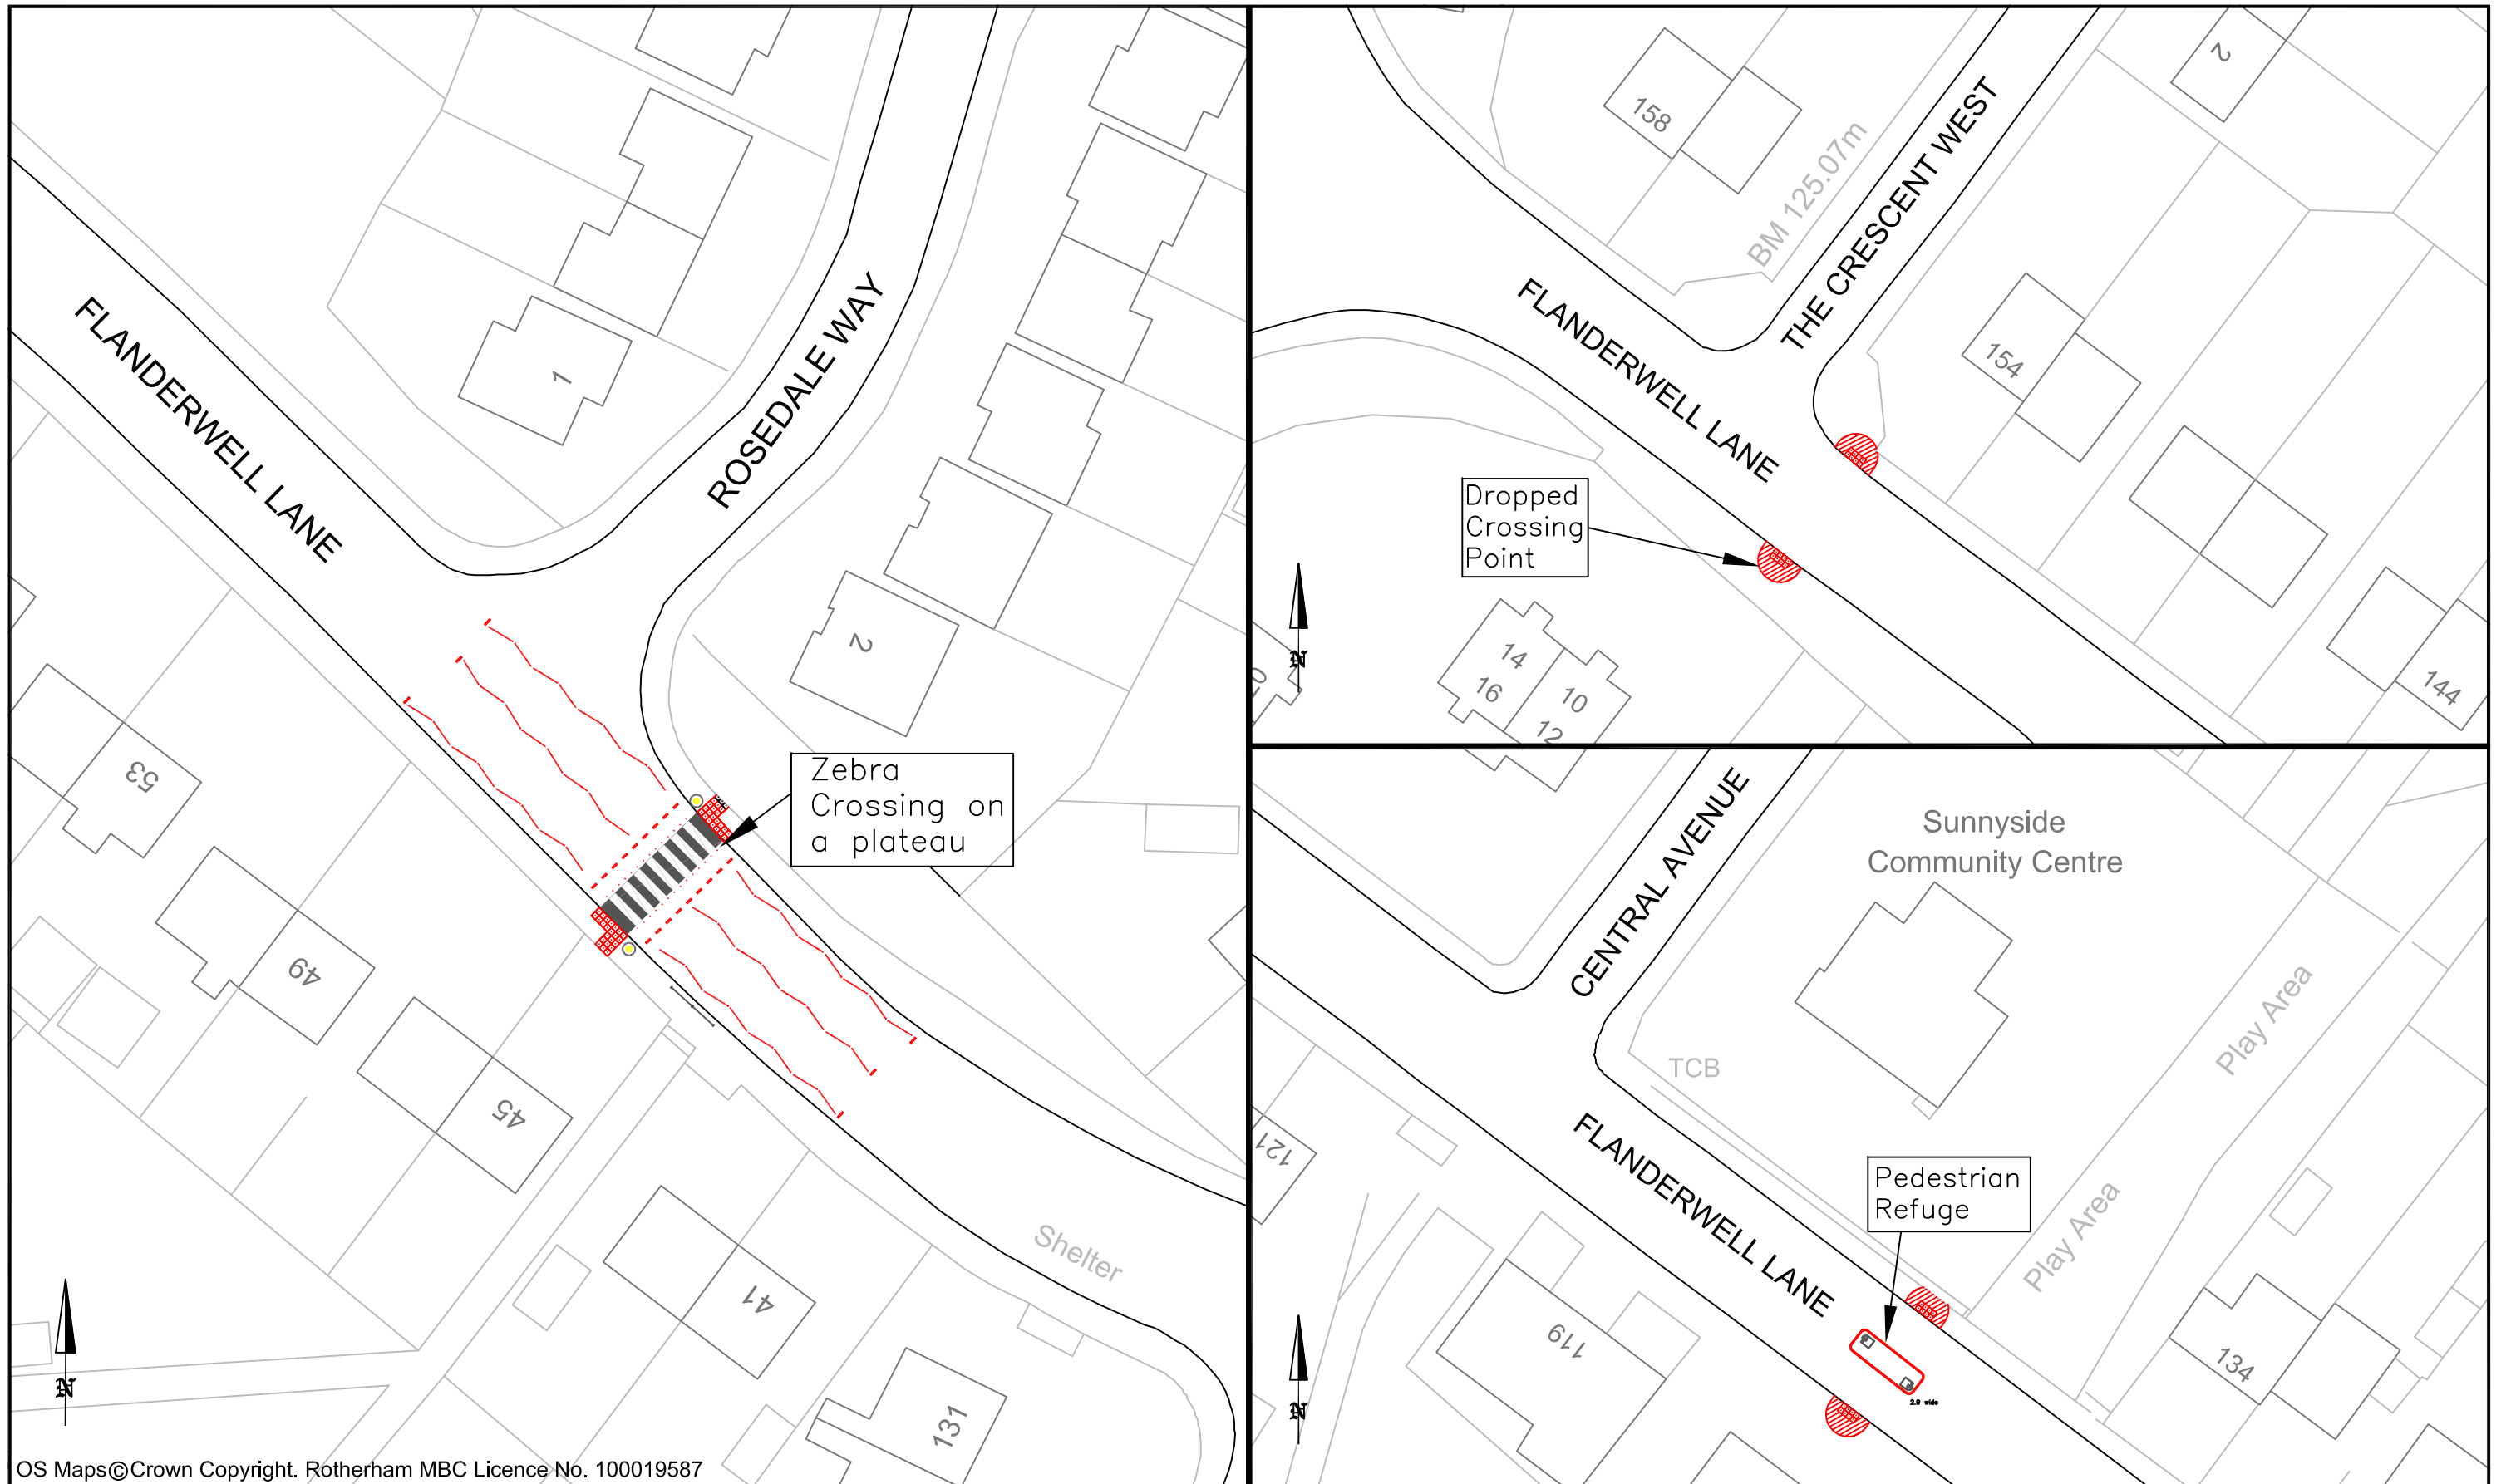 FLANDERWELL LANE
ROSEDALE WAY
1
2
53
49
45
41
131
Shelter
Zebra
Crossing on
a plateau
N
OS Maps©Crown Copyright. Rotherham MBC Licence No. 100019587
158
BM 125.07m
THE CRESCENT WEST
2
FLANDERWELL LANE
154
Dropped
Crossing
Point
14
16
10
12
144
N
CENTRAL AVENUE
Sunnyside
Community Centre
TCB
Play Area
Play Area
121
FLANDERWELL LANE
Pedestrian
Refuge
119
134
2.9 wide
N